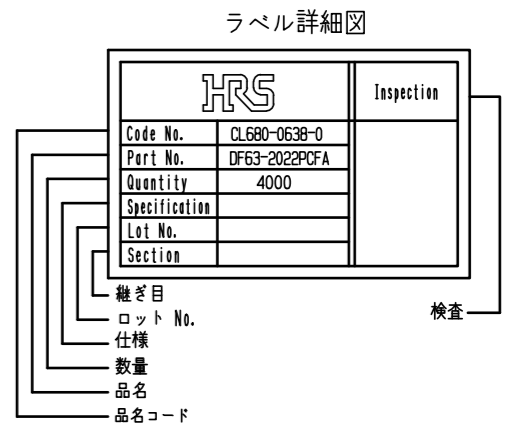 ラベル詳細図
HRS
Inspection
Code No. CL680-0638-0
Part No. DF63-2022PCFA
Quantity 4000
Specification
Lot No.
Section
継ぎ目
ロット No.
検査
仕様
数量
品名
品名コード